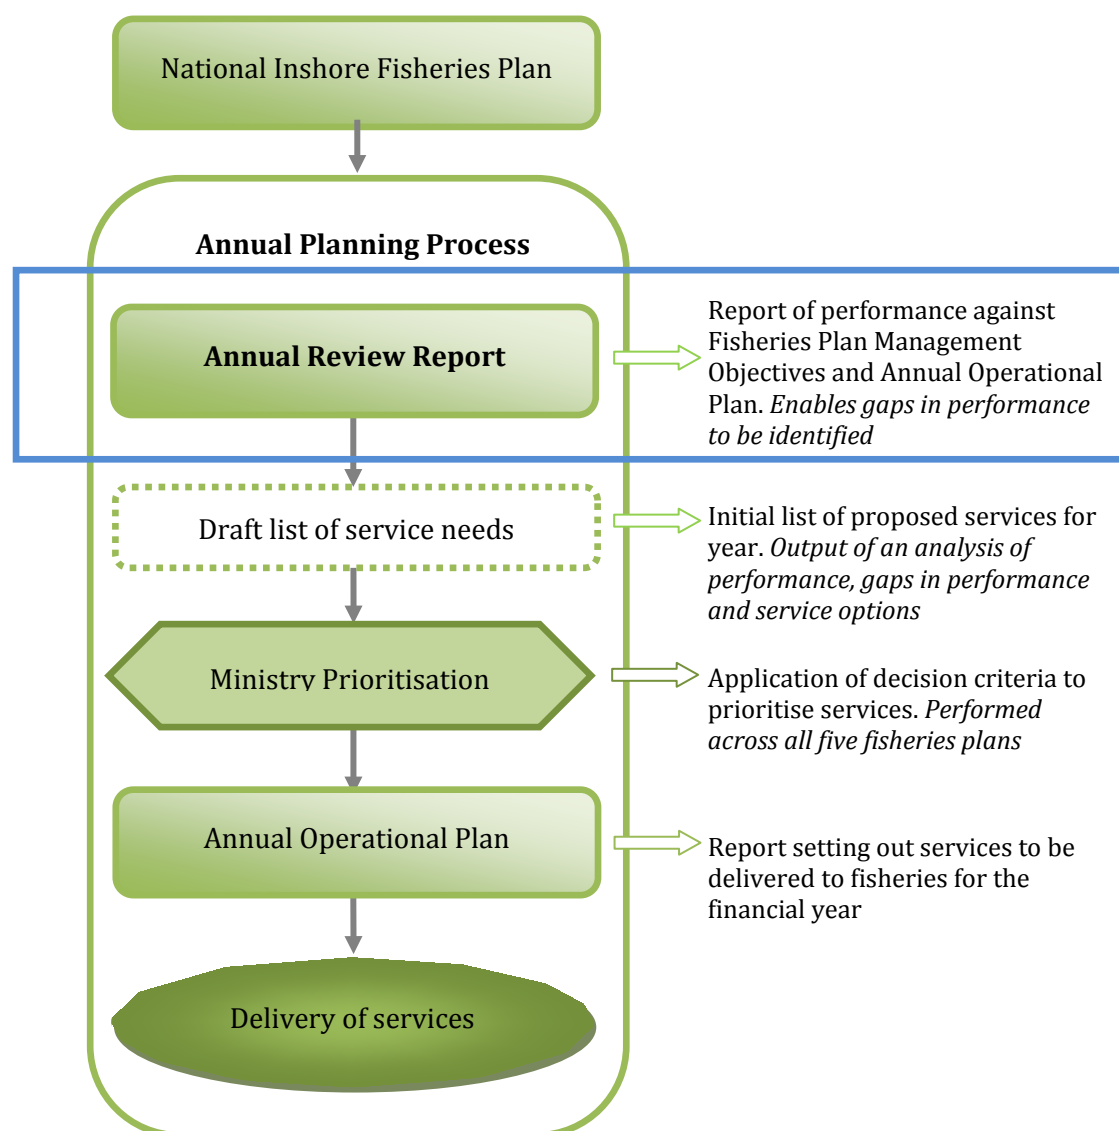 National Inshore Fisheries Plan
Annual Planning Process
Annual Review Report
Report of performance against
Fisheries Plan Management
Objectives and Annual Operational
Plan. Enables gaps in performance
to be identified
Draft list of service needs
Initial list of proposed services for
year. Output of an analysis of
performance, gaps in performance
and service options
Ministry Prioritisation
Application of decision criteria to
prioritise services. Performed
across all five fisheries plans
Annual Operational Plan
Report setting out services to be
delivered to fisheries for the
financial year
Delivery of services